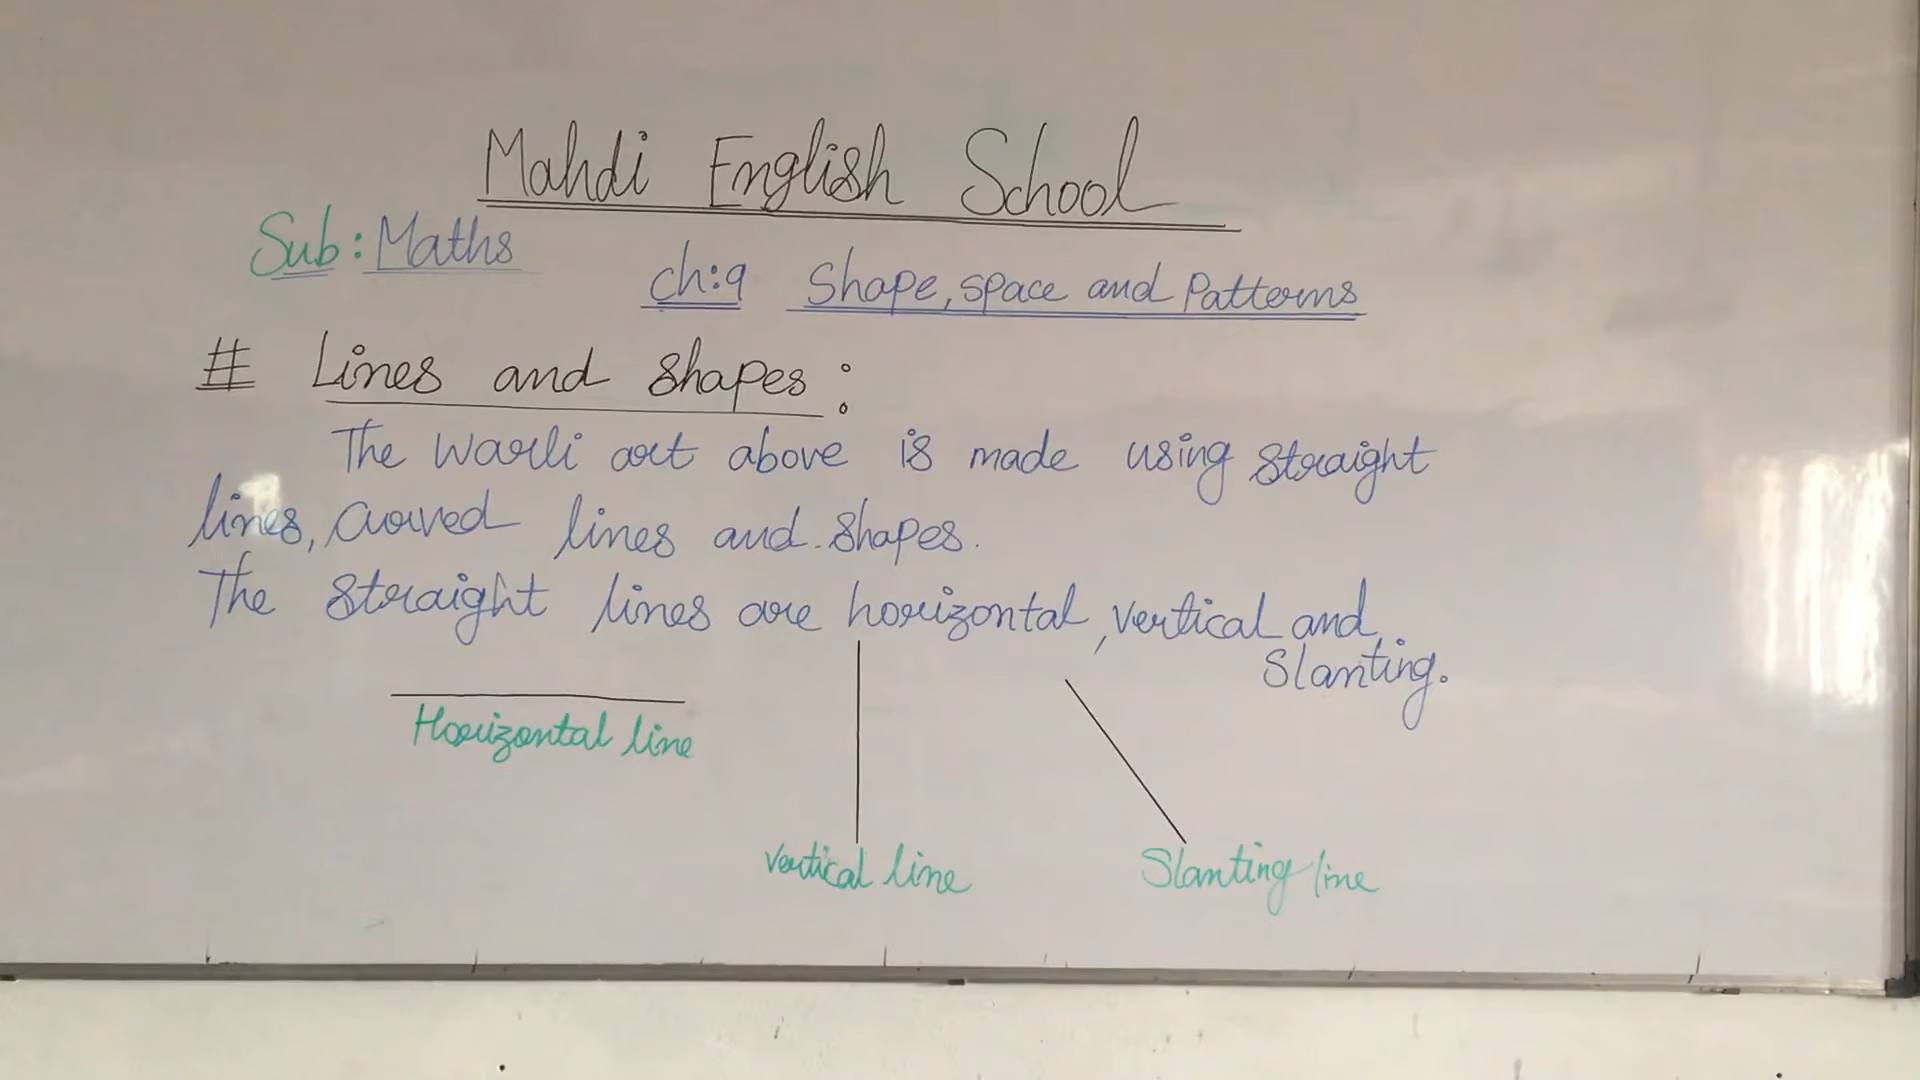 Mahdi English School
Sub: Maths
ch:9 Shape, space and Patterns
# Lines and shapes:
The Warli art above is made using straight
lines, curved lines and shapes.
The straight lines are horizontal, vertical and
Slanting.
Horizontal line
vertical line
Slanting line